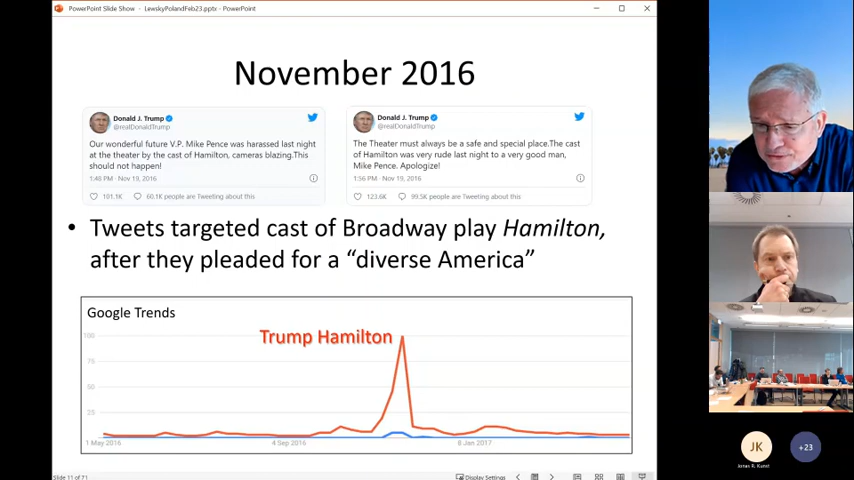 PowerPoint Slide Show - LewskyPolandFeb23.pptx - PowerPoint
November 2016
Donald J. Trump
@realDonaldTrump
Our wonderful future V.P. Mike Pence was harassed last night
at the theater by the cast of Hamilton, cameras blazing.This
should not happen!
1:48 PM · Nov 19, 2016
101.1K 60.1K people are Tweeting about this
Donald J. Trump
@realDonaldTrump
The Theater must always be a safe and special place.The cast
of Hamilton was very rude last night to a very good man,
Mike Pence. Apologize!
1:56 PM · Nov 19, 2016
123.6K 99.5K people are Tweeting about this
• Tweets targeted cast of Broadway play Hamilton,
after they pleaded for a “diverse America”
Google Trends
Trump Hamilton
100
75
50
25
1 May 2016 4 Sep 2016 8 Jan 2017
Slide 11 of 71 Display Settings
JK +23
Jonas R. Kunst